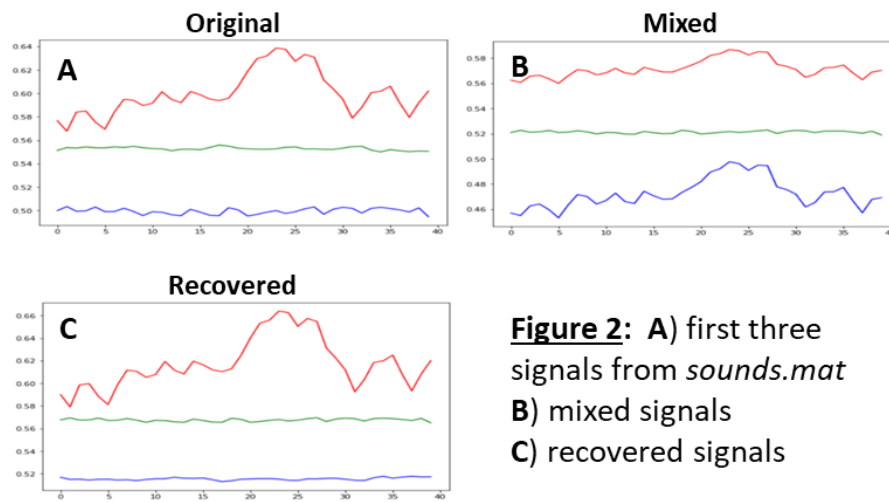 Original
A
0.64
0.62
0.60
0.58
0.56
0.54
0.52
0.50
0 5 10 15 20 25 30 35 40
Mixed
B
0.58
0.56
0.54
0.52
0.50
0.48
0.46
0 5 10 15 20 25 30 35 40
Recovered
C
0.66
0.64
0.62
0.60
0.58
0.56
0.54
0.52
0 5 10 15 20 25 30 35 40
Figure 2: A) first three
signals from sounds.mat
B) mixed signals
C) recovered signals